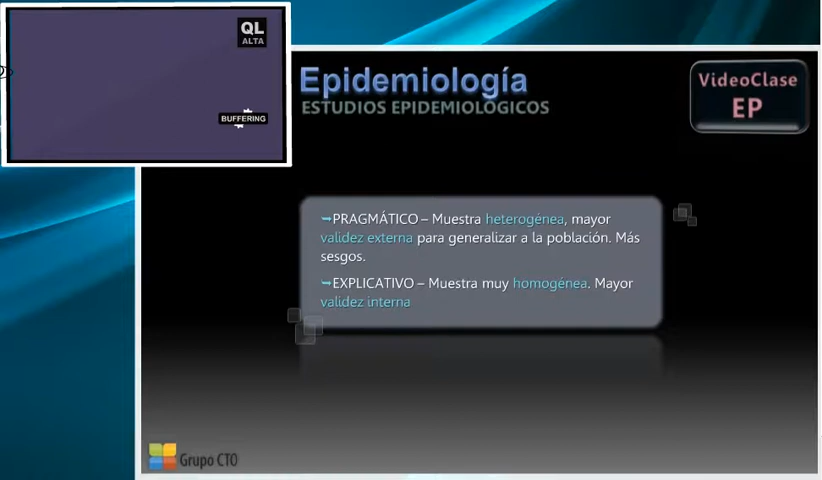 QL
ALTA
BUFFERING
Epidemiología
ESTUDIOS EPIDEMIOLÓGICOS
VideoClase
EP
➥PRAGMÁTICO – Muestra heterogénea, mayor
validez externa para generalizar a la población. Más
sesgos.
➥EXPLICATIVO – Muestra muy homogénea. Mayor
validez interna
Grupo CTO